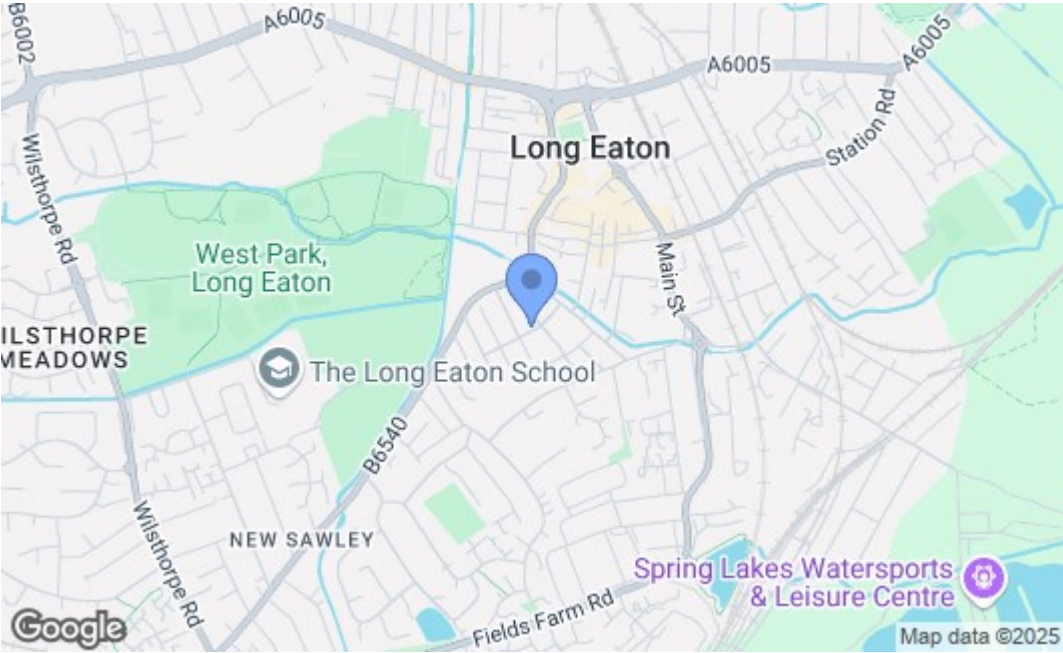 B6002
A6005
A6005
A6005
Long Eaton
Station Rd
Wilsthorpe Rd
West Park,
Long Eaton
Main St
ILSTHORPE
MEADOWS
The Long Eaton School
B6540
Wilsthorpe Rd
NEW SAWLEY
Spring Lakes Watersports
& Leisure Centre
Fields Farm Rd
Google
Map data ©2025